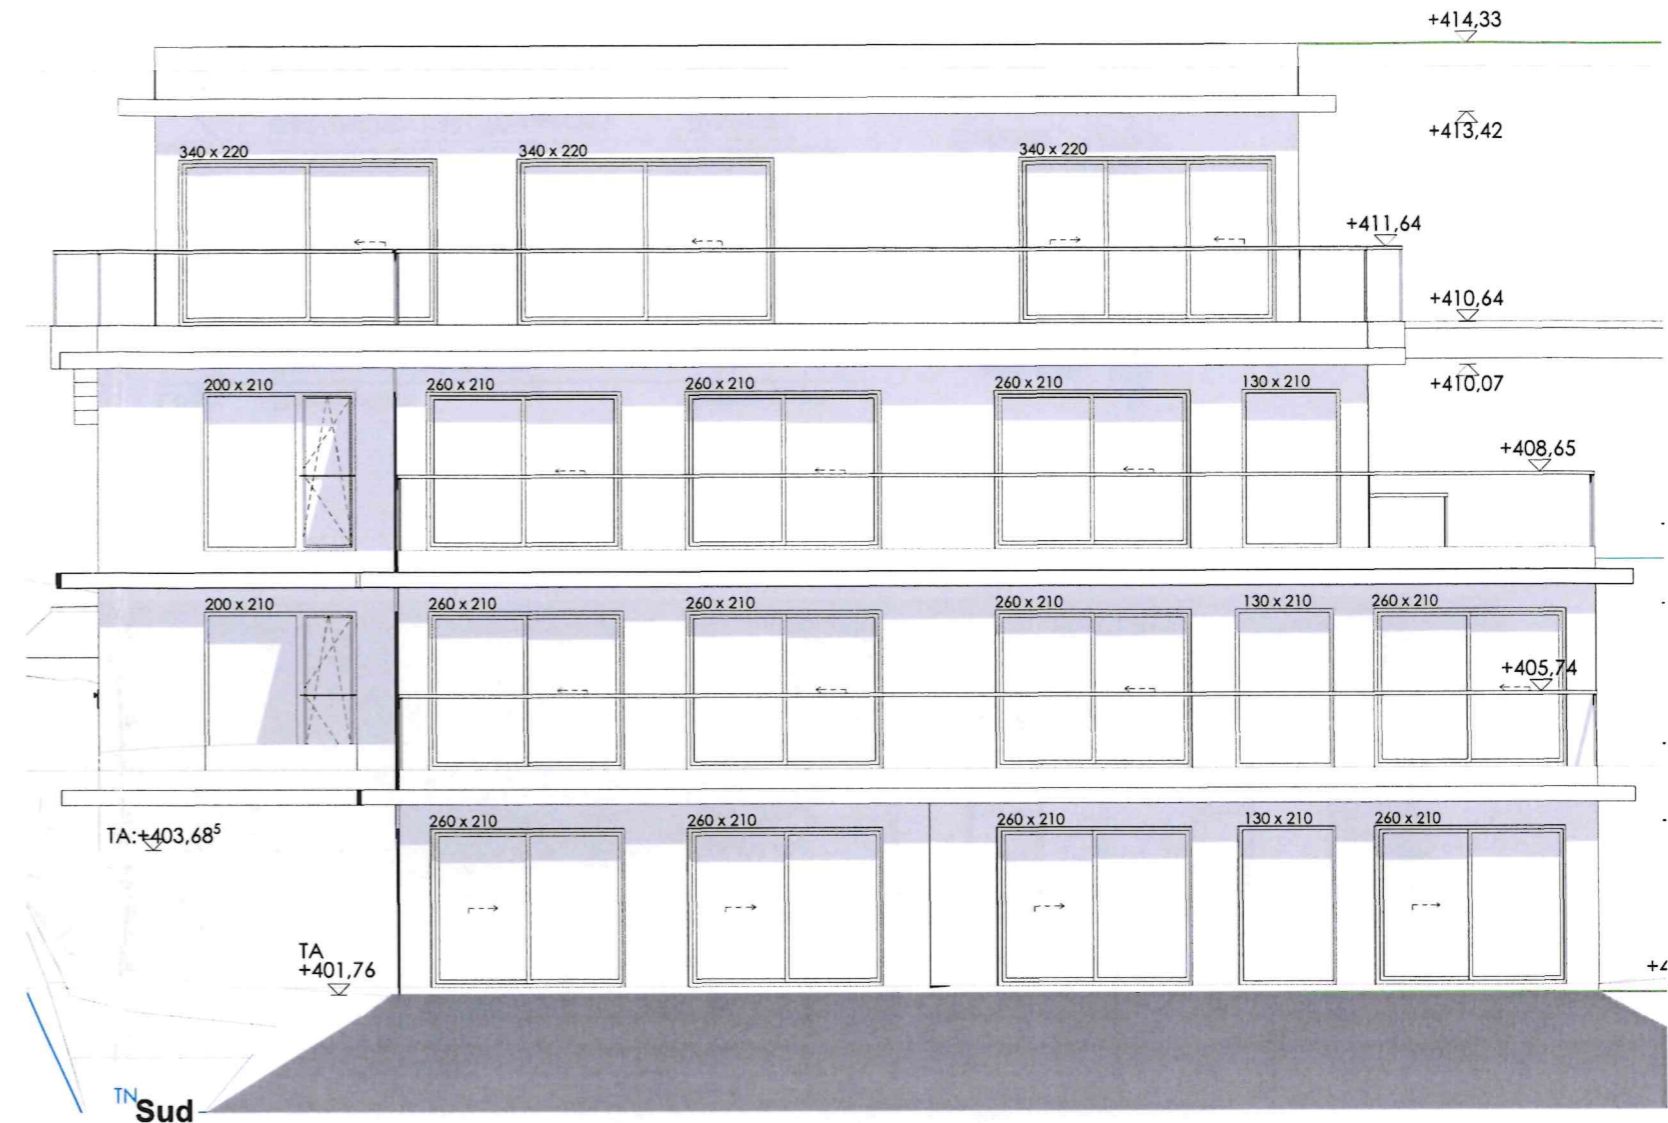 +414,33
+413,42
340 x 220
340 x 220
340 x 220
+411,64
+410,64
+410,07
200 x 210
260 x 210
260 x 210
260 x 210
130 x 210
+408,65
200 x 210
260 x 210
260 x 210
260 x 210
130 x 210
260 x 210
+405,74
260 x 210
260 x 210
260 x 210
130 x 210
260 x 210
TA:+403,68⁵
TA
+401,76
+4
TN
Sud